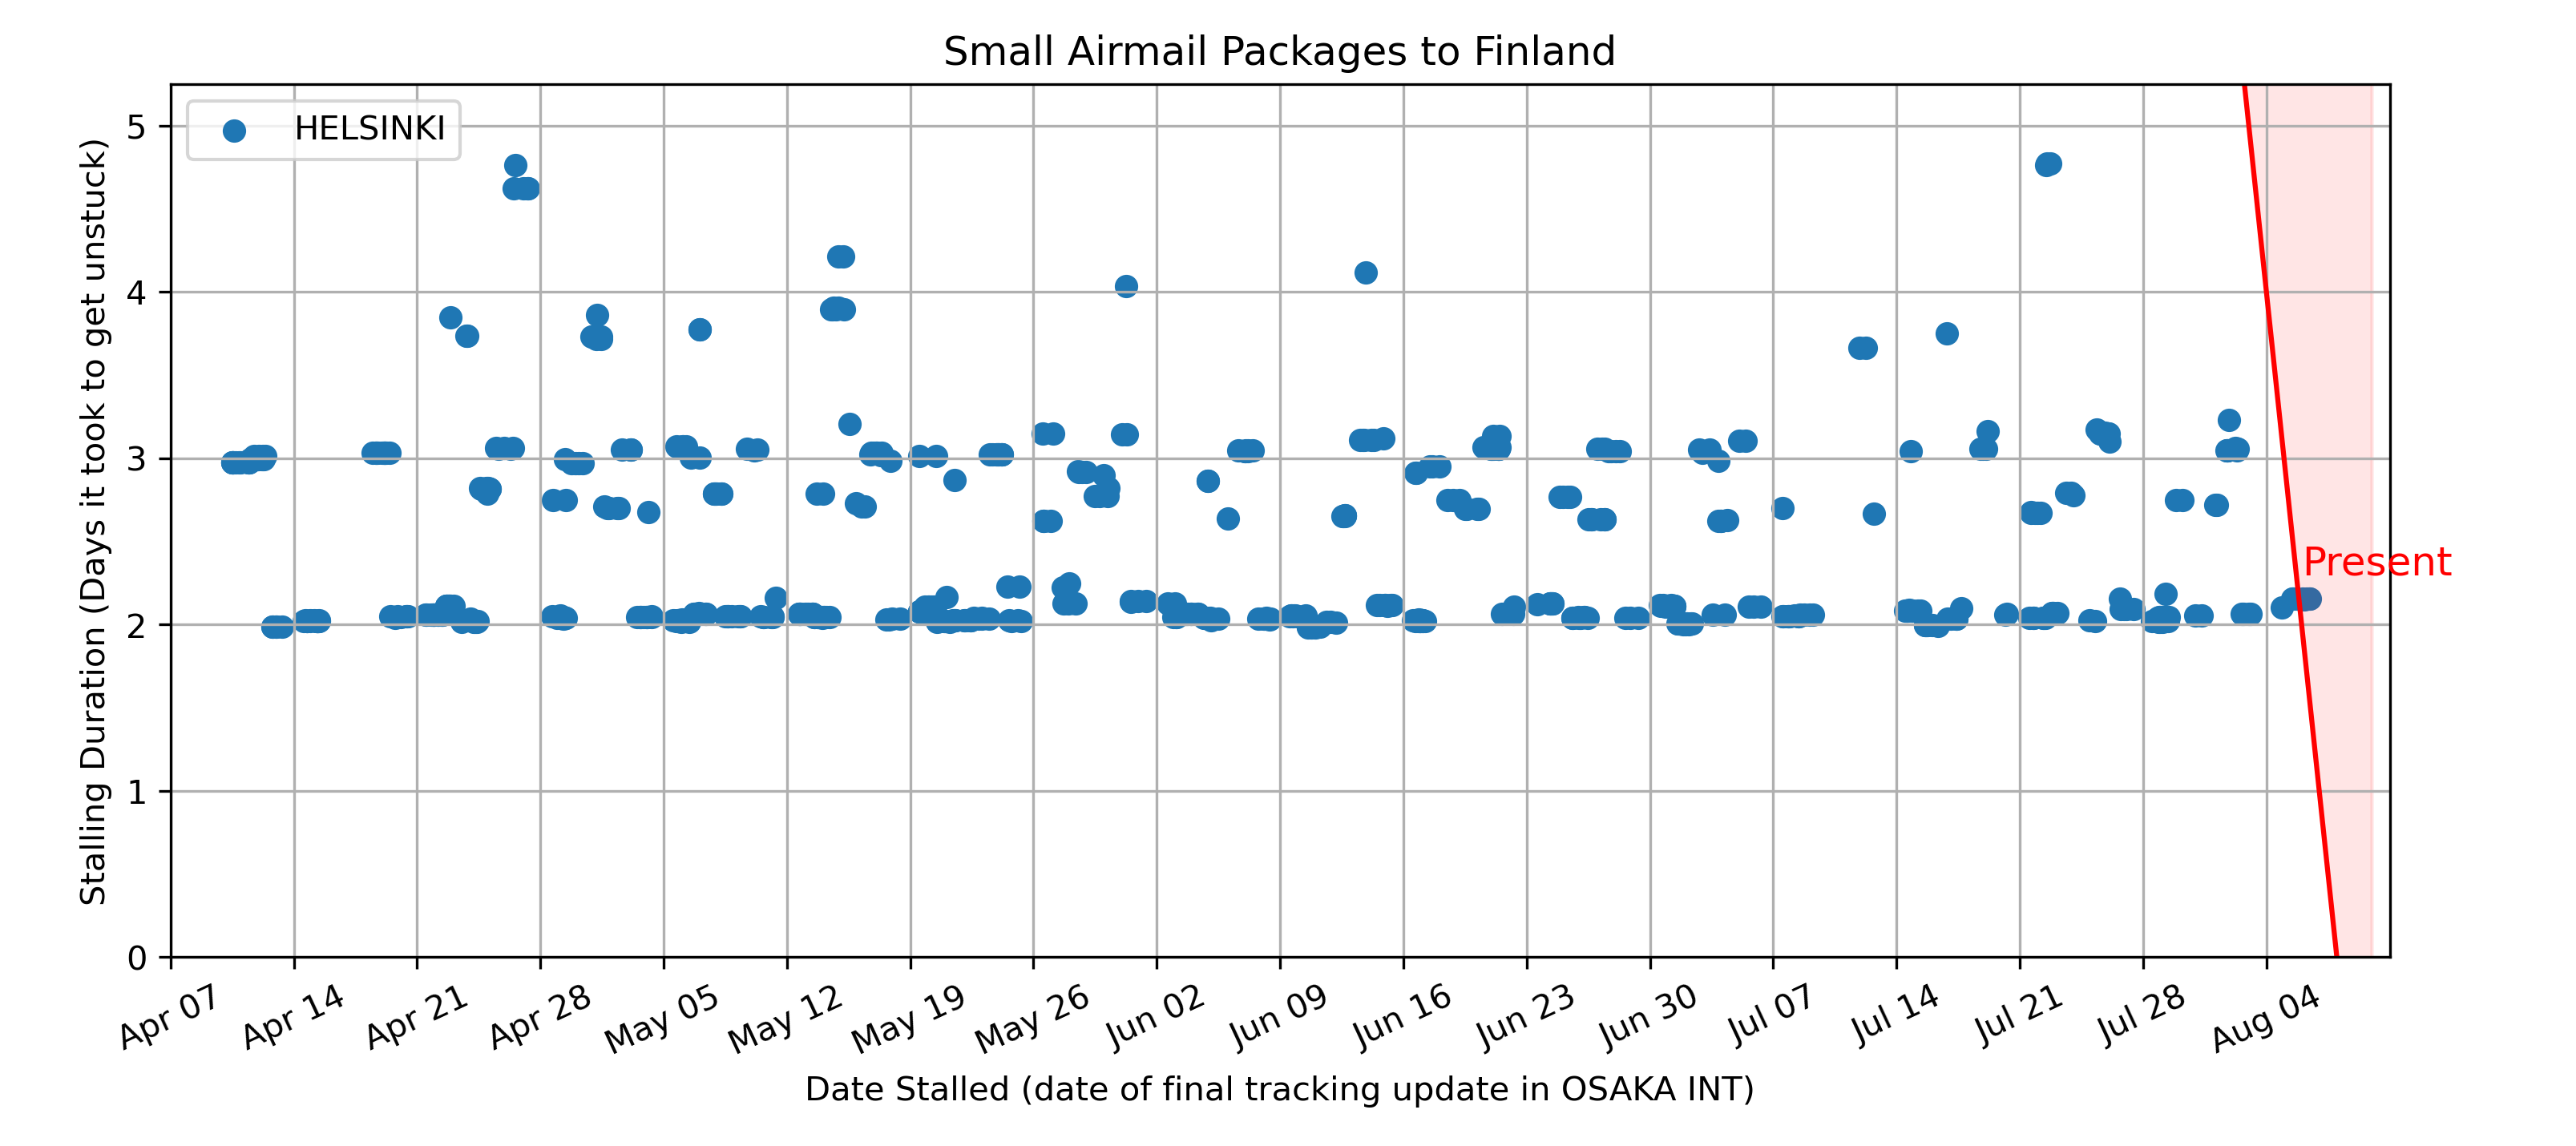 Small Airmail Packages to Finland
HELSINKI
Stalling Duration (Days it took to get unstuck)
5
4
3
2
1
0
Present
Apr 07
Apr 14
Apr 21
Apr 28
May 05
May 12
May 19
May 26
Jun 02
Jun 09
Jun 16
Jun 23
Jun 30
Jul 07
Jul 14
Jul 21
Jul 28
Aug 04
Date Stalled (date of final tracking update in OSAKA INT)